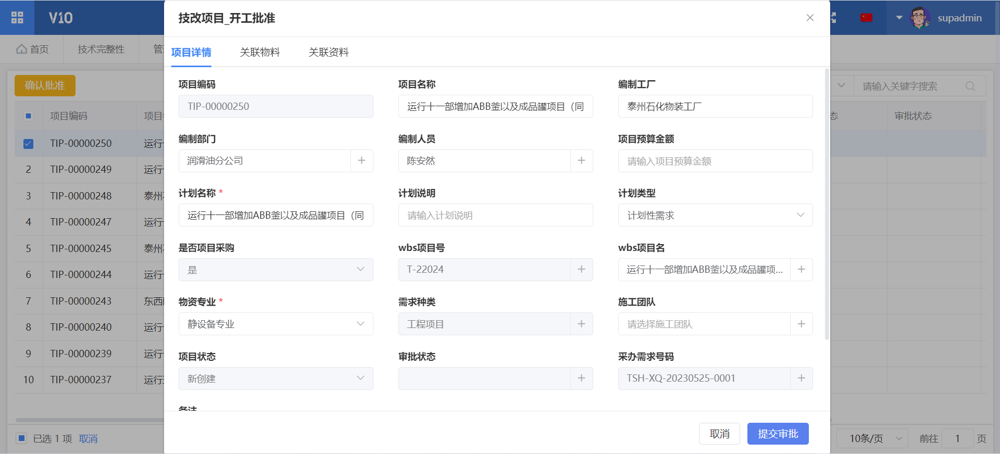 V10
技改项目_开工批准
supadmin
首页
技术完整性
项目详情
关联物料
关联资料
确认批准
请输入关键字搜索
项目编码
审批状态
TIP-00000250
运行
2
TIP-00000249
运行
3
TIP-00000248
泰州
4
TIP-00000247
运行
5
TIP-00000245
泰州
6
TIP-00000244
运行
7
TIP-00000243
东西
8
TIP-00000240
运行
9
TIP-00000239
运行
10
TIP-00000237
运行
项目编码
项目名称
编制工厂
TIP-00000250
运行十一部增加ABB釜以及成品罐项目（同
泰州石化物装工厂
编制部门
编制人员
项目预算金额
润滑油分公司
陈安然
请输入项目预算金额
计划名称 *
计划说明
计划类型
运行十一部增加ABB釜以及成品罐项目（同
请输入计划说明
计划性需求
是否项目采购
wbs项目号
wbs项目名
是
T-22024
运行十一部增加ABB釜以及成品罐项...
物资专业 *
需求种类
施工团队
静设备专业
工程项目
请选择施工团队
项目状态
审批状态
采办需求号码
新创建
TSH-XQ-20230525-0001
备注
取消
提交审批
已选 1 项 取消
10条/页
前往 1 页